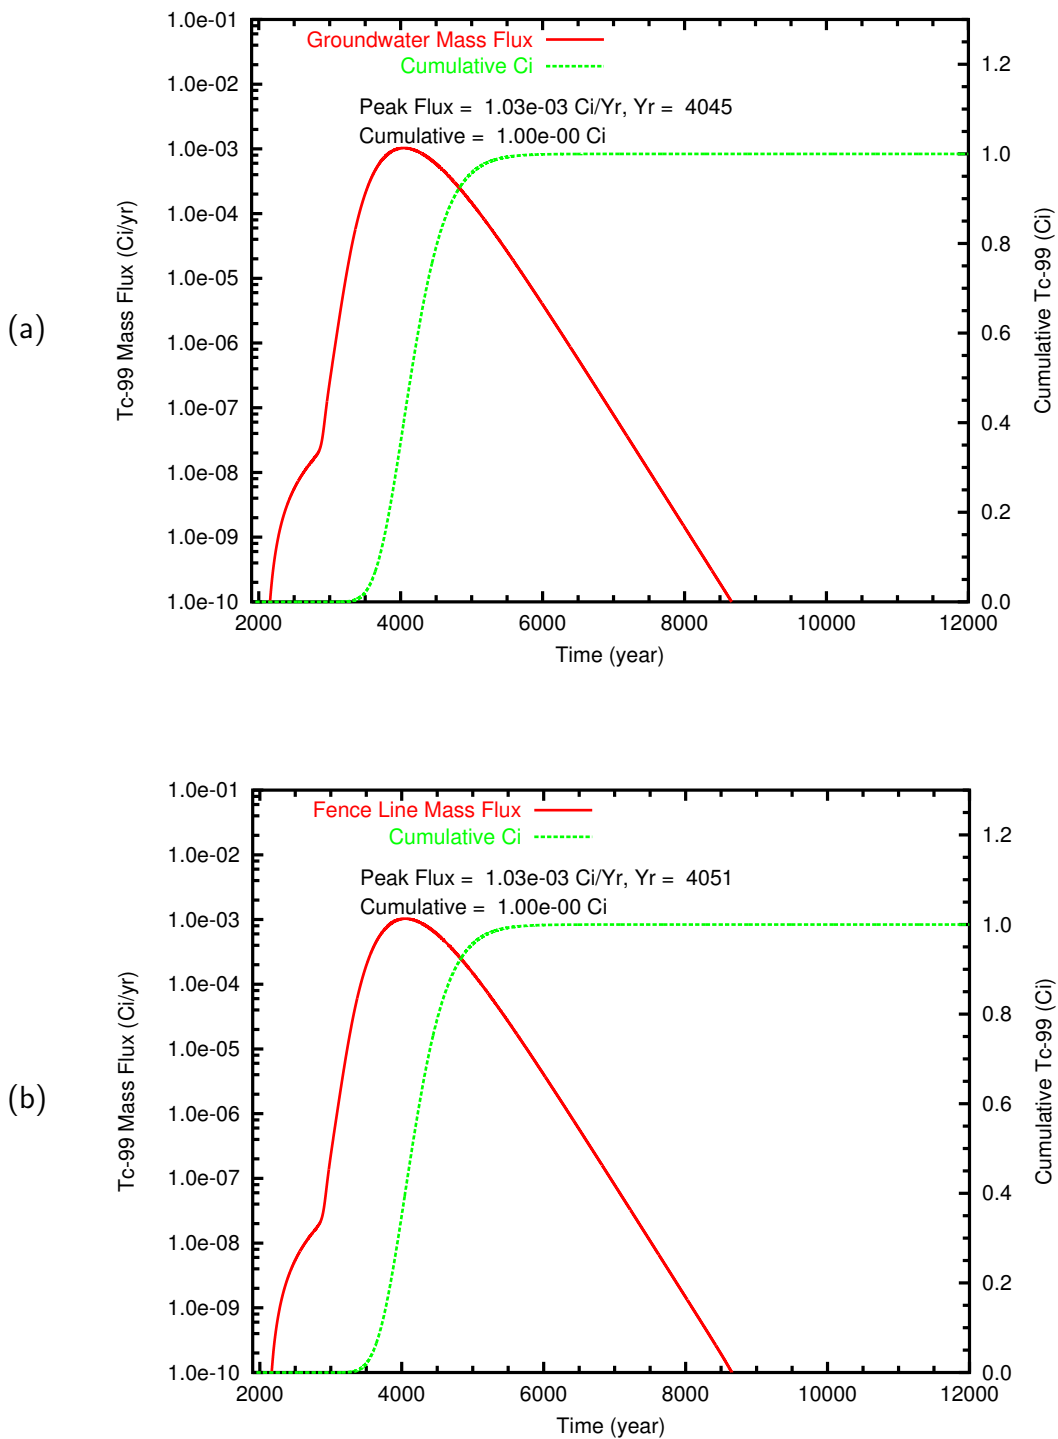 (a)
Groundwater Mass Flux
Cumulative Ci
Peak Flux = 1.03e-03 Ci/Yr, Yr = 4045
Cumulative = 1.00e-00 Ci
Tc-99 Mass Flux (Ci/yr)
1.0e-01
1.0e-02
1.0e-03
1.0e-04
1.0e-05
1.0e-06
1.0e-07
1.0e-08
1.0e-09
1.0e-10
2000 4000 6000 8000 10000 12000
Time (year)
1.2
1.0
0.8
0.6
0.4
0.2
0.0
Cumulative Tc-99 (Ci)
(b)
Fence Line Mass Flux
Cumulative Ci
Peak Flux = 1.03e-03 Ci/Yr, Yr = 4051
Cumulative = 1.00e-00 Ci
Tc-99 Mass Flux (Ci/yr)
1.0e-01
1.0e-02
1.0e-03
1.0e-04
1.0e-05
1.0e-06
1.0e-07
1.0e-08
1.0e-09
1.0e-10
2000 4000 6000 8000 10000 12000
Time (year)
1.2
1.0
0.8
0.6
0.4
0.2
0.0
Cumulative Tc-99 (Ci)